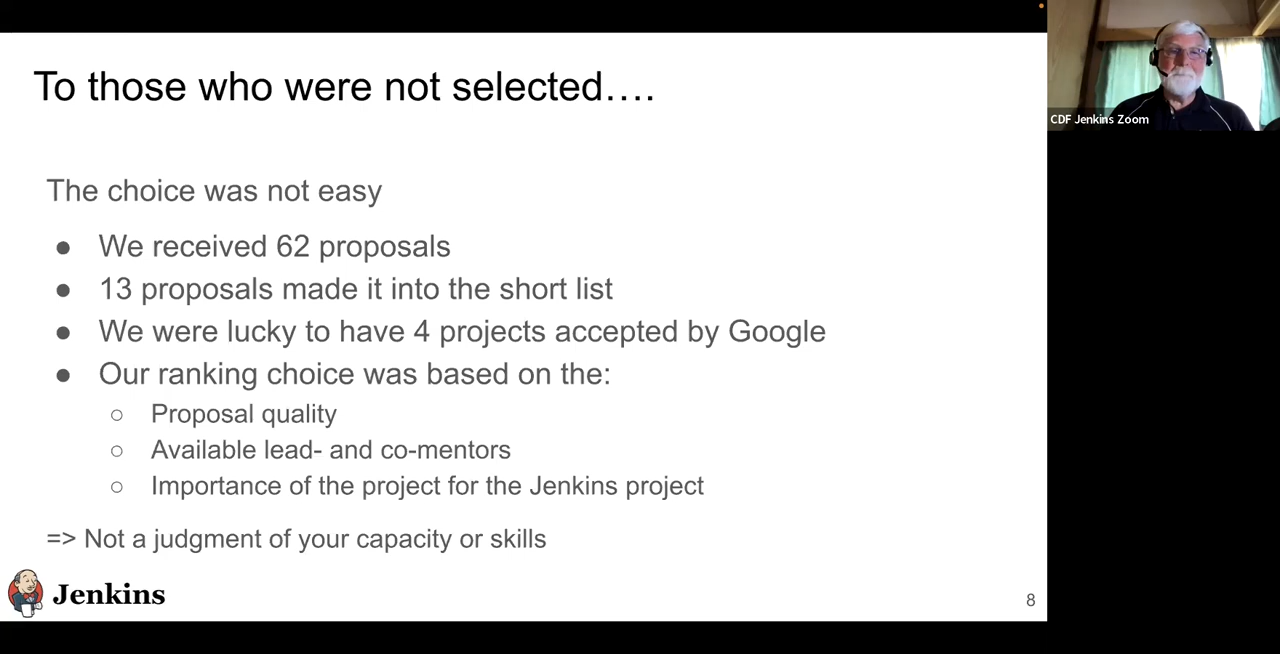 To those who were not selected….
CDF Jenkins Zoom
The choice was not easy
● We received 62 proposals
● 13 proposals made it into the short list
● We were lucky to have 4 projects accepted by Google
● Our ranking choice was based on the:
○ Proposal quality
○ Available lead- and co-mentors
○ Importance of the project for the Jenkins project
=> Not a judgment of your capacity or skills
Jenkins
8